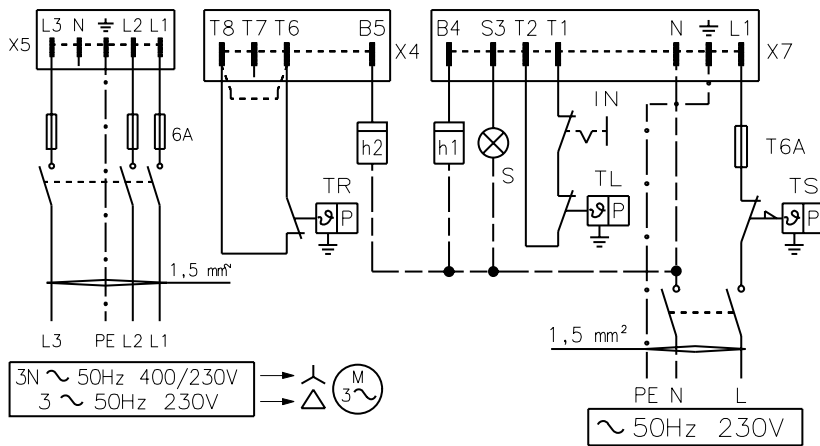 L3 N L2 L1
X5
6A
1,5 mm²
L3 PE L2 L1
3N ~ 50Hz 400/230V
3 ~ 50Hz 230V
M
3~
T8 T7 T6 B5
X4
h2
TR
ϑ P
B4 S3 T2 T1 N L1
X7
h1
S
IN
TL
ϑ P
T6A
TS
ϑ P
1,5 mm²
PE N L
~ 50Hz 230V